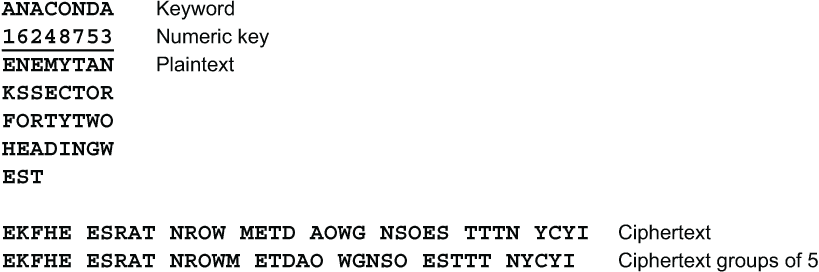 ANACONDA Keyword
16248753 Numeric key
ENEMYTAN Plaintext
KSSECTOR
FORTYTWO
HEADINGW
EST
EKFHE ESRAT NROW METD AOWG NSOES TTTN YCYI Ciphertext
EKFHE ESRAT NROWM ETDAO WGNSO ESTTT NYCYI Ciphertext groups of 5